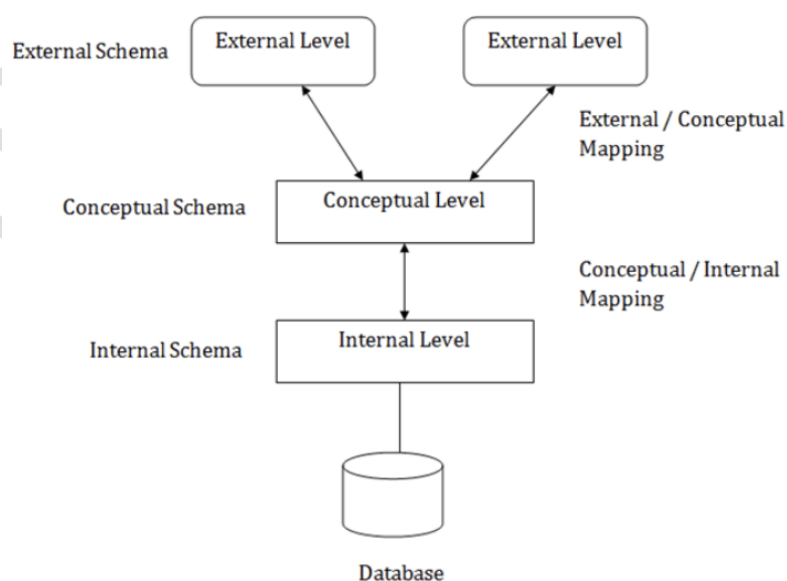 External Level
External Level
External Schema
External / Conceptual
Mapping
Conceptual Level
Conceptual Schema
Conceptual / Internal
Mapping
Internal Level
Internal Schema
Database